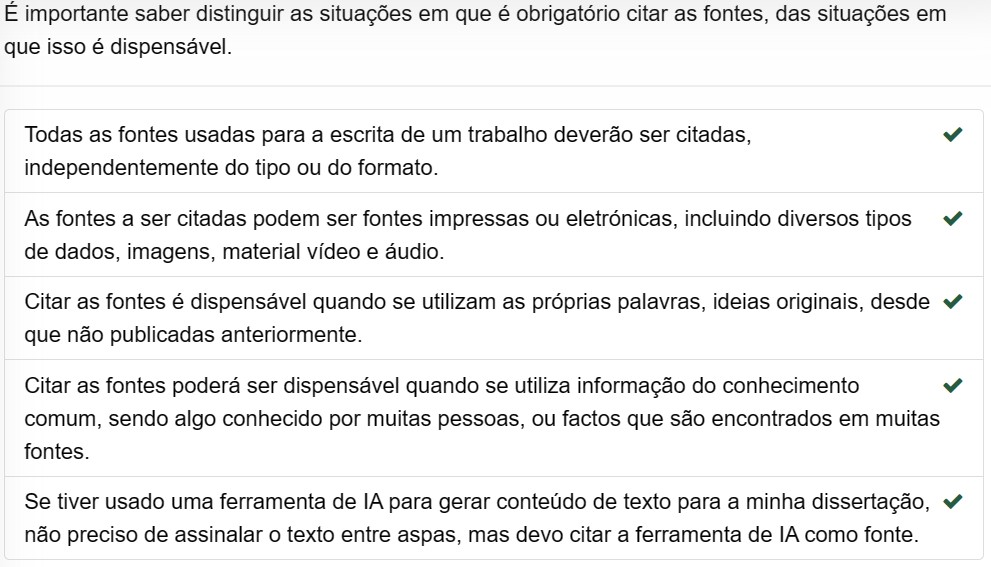 É importante saber distinguir as situações em que é obrigatório citar as fontes, das situações em
que isso é dispensável.
Todas as fontes usadas para a escrita de um trabalho deverão ser citadas,
independentemente do tipo ou do formato.
As fontes a ser citadas podem ser fontes impressas ou eletrónicas, incluindo diversos tipos
de dados, imagens, material vídeo e áudio.
Citar as fontes é dispensável quando se utilizam as próprias palavras, ideias originais, desde
que não publicadas anteriormente.
Citar as fontes poderá ser dispensável quando se utiliza informação do conhecimento
comum, sendo algo conhecido por muitas pessoas, ou factos que são encontrados em muitas
fontes.
Se tiver usado uma ferramenta de IA para gerar conteúdo de texto para a minha dissertação,
não preciso de assinalar o texto entre aspas, mas devo citar a ferramenta de IA como fonte.